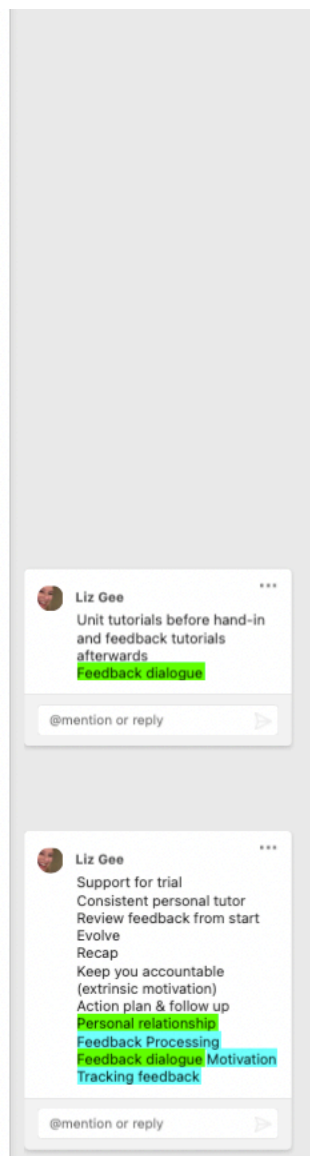 Liz Gee
Unit tutorials before hand-in
and feedback tutorials
afterwards
Feedback dialogue
@mention or reply
Liz Gee
Support for trial
Consistent personal tutor
Review feedback from start
Evolve
Recap
Keep you accountable
(extrinsic motivation)
Action plan & follow up
Personal relationship
Feedback Processing
Feedback dialogue Motivation
Tracking feedback
@mention or reply